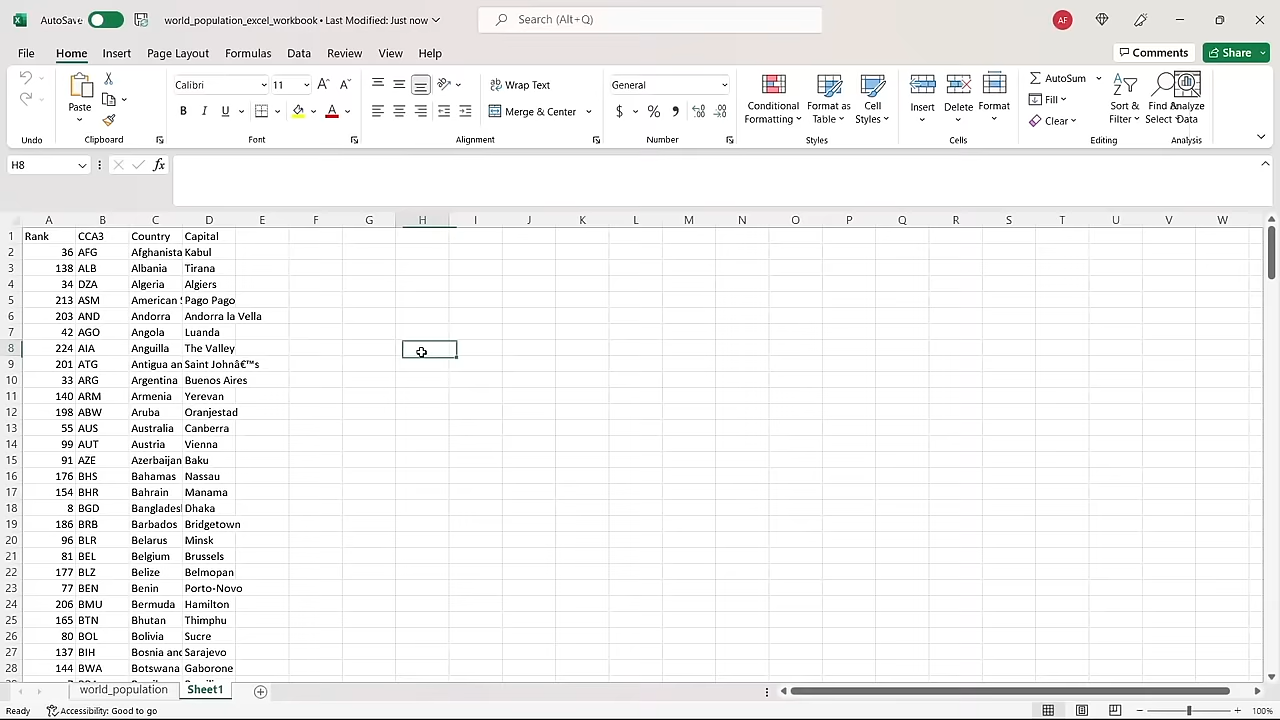 AutoSave world_population_excel_workbook • Last Modified: Just now Search (Alt+Q) AF
File Home Insert Page Layout Formulas Data Review View Help Comments Share
Paste Calibri 11 B I U Wrap Text Merge & Center General $ % Conditional Formatting Format as Table Cell Styles Insert Delete Format AutoSum Fill Clear Sort & Filter Find & Select Analyze Data
Undo Clipboard Font Alignment Number Styles Cells Editing Analysis
H8 fx
A B C D E F G H I J K L M N O P Q R S T U V W
1 Rank CCA3 Country Capital
2 36 AFG Afghanista Kabul
3 138 ALB Albania Tirana
4 34 DZA Algeria Algiers
5 213 ASM American Pago Pago
6 203 AND Andorra Andorra la Vella
7 42 AGO Angola Luanda
8 224 AIA Anguilla The Valley
9 201 ATG Antigua an Saint Johnâ€™s
10 33 ARG Argentina Buenos Aires
11 140 ARM Armenia Yerevan
12 198 ABW Aruba Oranjestad
13 55 AUS Australia Canberra
14 99 AUT Austria Vienna
15 91 AZE Azerbaijan Baku
16 176 BHS Bahamas Nassau
17 154 BHR Bahrain Manama
18 8 BGD Banglades Dhaka
19 186 BRB Barbados Bridgetown
20 96 BLR Belarus Minsk
21 81 BEL Belgium Brussels
22 177 BLZ Belize Belmopan
23 77 BEN Benin Porto-Novo
24 206 BMU Bermuda Hamilton
25 165 BTN Bhutan Thimphu
26 80 BOL Bolivia Sucre
27 137 BIH Bosnia and Sarajevo
28 144 BWA Botswana Gaborone
world_population Sheet1
Ready Accessibility: Good to go 100%